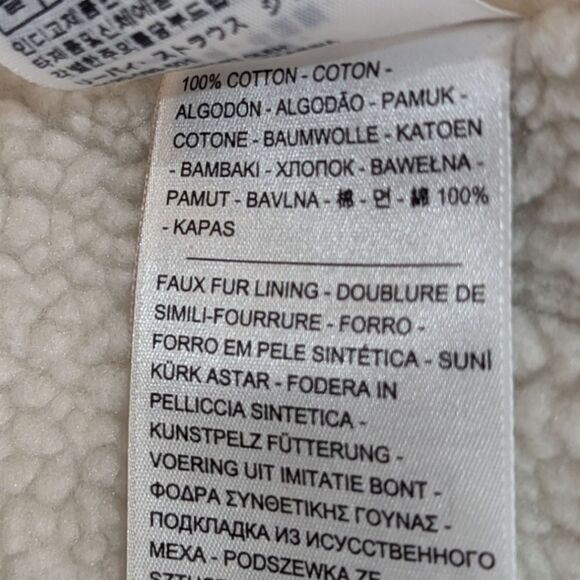 100% COTTON - COTON -
ALGODÓN - ALGODÃO - PAMUK -
COTONE - BAUMWOLLE - KATOEN
- BAMBAKI - ХЛОПОК - BAWEŁNA -
PAMUT - BAVLNA - 棉 - 면 - 綿 100%
- KAPAS
FAUX FUR LINING - DOUBLURE DE
SIMILI-FOURRURE - FORRO -
FORRO EM PELE SINTÉTICA - SUNİ
KÜRK ASTAR - FODERA IN
PELLICCIA SINTETICA -
KUNSTPELZ FÜTTERUNG -
VOERING UIT IMITATIE BONT -
ΦΟΔΡΑ ΣΥΝΘΕΤΙΚΗΣ ΓΟΥΝΑΣ -
ПОДКЛАДКА ИЗ ИСУССТВЕННОГО
МЕХА - PODSZEWKA ZE